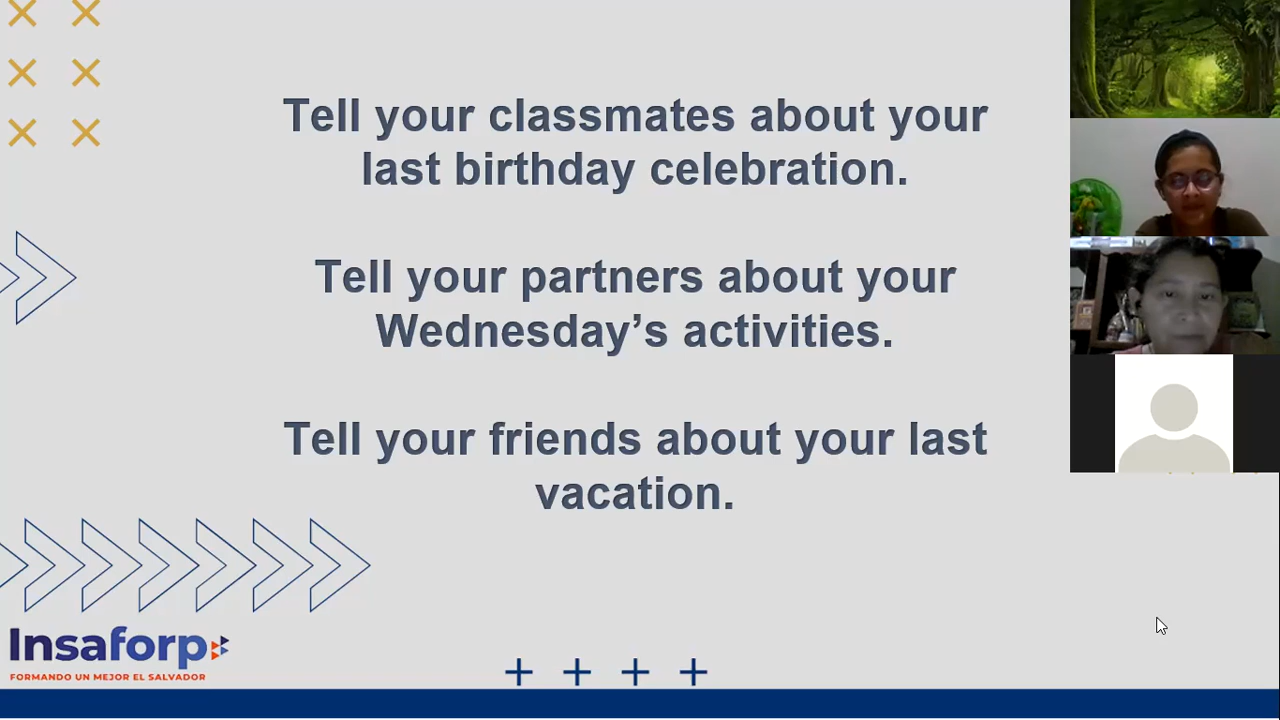 Tell your classmates about your
last birthday celebration.
Tell your partners about your
Wednesday’s activities.
Tell your friends about your last
vacation.
Insaforp
FORMANDO UN MEJOR EL SALVADOR